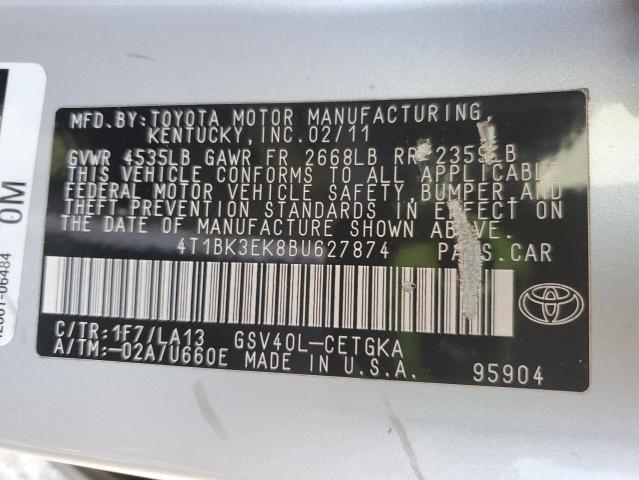 MFD.BY:TOYOTA MOTOR MANUFACTURING,
KENTUCKY,INC.02/11
GVWR 4535LB GAWR FR 2668LB RR 2359LB
THIS VEHICLE CONFORMS TO ALL APPLICABLE
FEDERAL MOTOR VEHICLE SAFETY, BUMPER, AND
THEFT PREVENTION STANDARDS IN EFFECT ON
THE DATE OF MANUFACTURE SHOWN ABOVE.
4T1BK3EK8BU627874 PASS.CAR
C/TR:1F7/LA13 GSV40L-CETGKA
A/TM:-02A/U660E MADE IN U.S.A. 95904
TOYOTA
0M